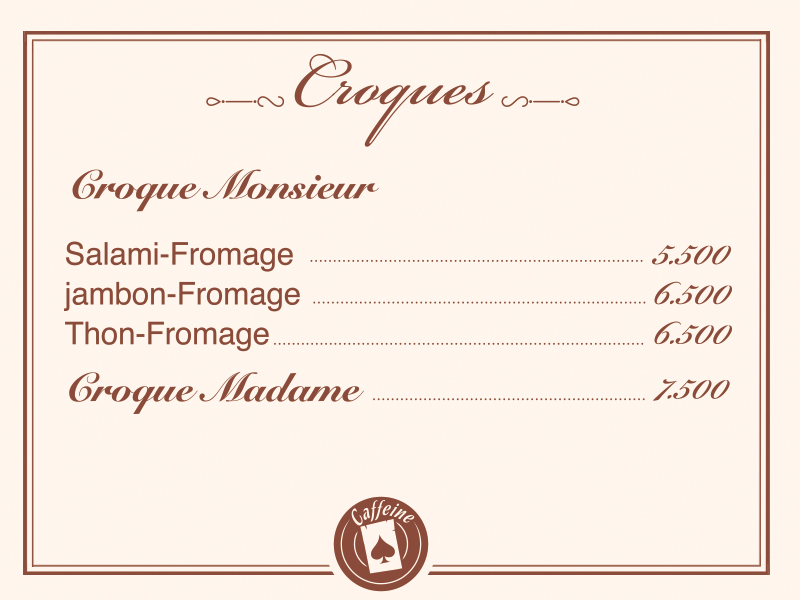 Croques
Croque Monsieur
Salami-Fromage 5.500
jambon-Fromage 6.500
Thon-Fromage 6.500
Croque Madame 7.500
Caffeine